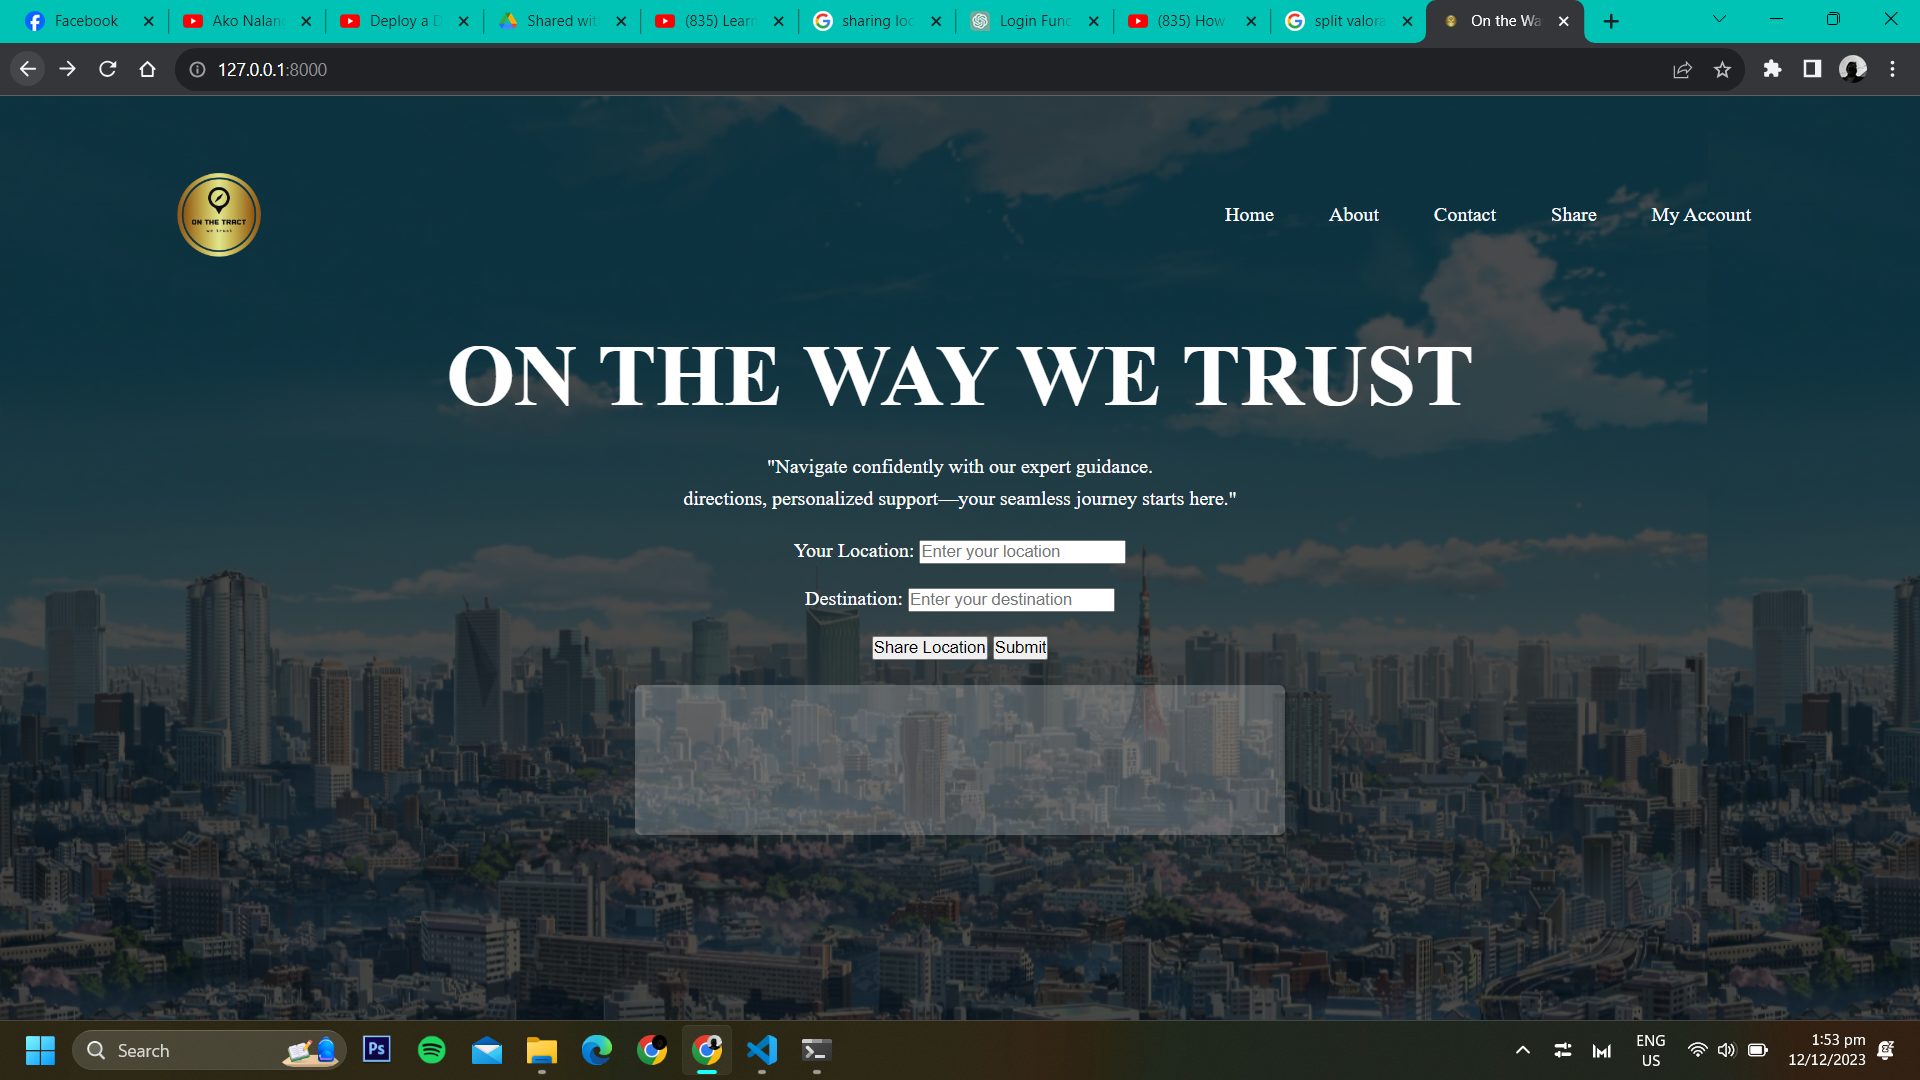 Facebook
Ako Nalan
Deploy a D
Shared wit
(835) Learn
sharing loc
Login Func
(835) How
split valora
On the Wa
127.0.0.1:8000
ON THE TRACT
we trust
Home
About
Contact
Share
My Account
ON THE WAY WE TRUST
"Navigate confidently with our expert guidance.
directions, personalized support—your seamless journey starts here."
Your Location: Enter your location
Destination: Enter your destination
Share Location Submit
Search
Ps
ENG
US
1:53 pm
12/12/2023